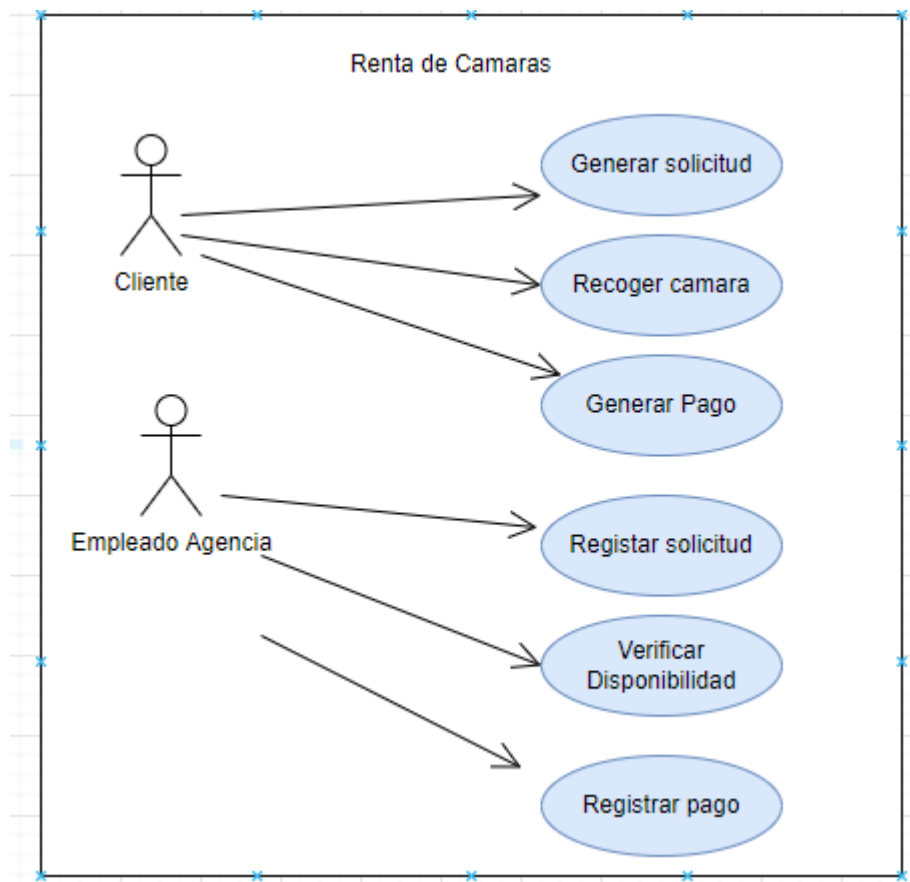 Renta de Camaras
Generar solicitud
Recoger camara
Cliente
Generar Pago
Empleado Agencia
Registar solicitud
Verificar
Disponibilidad
Registrar pago